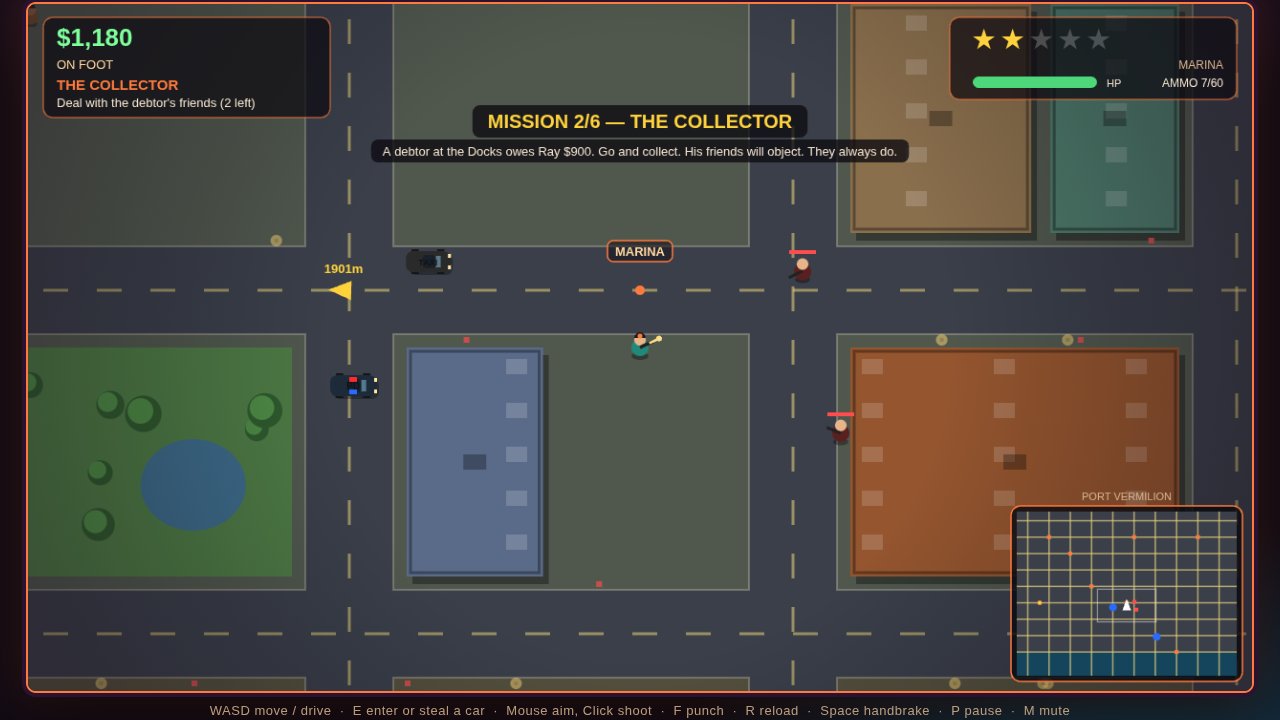 $1,180
ON FOOT
THE COLLECTOR
Deal with the debtor's friends (2 left)
★★★★★
MARINA
HP
AMMO 7/60
MISSION 2/6 — THE COLLECTOR
A debtor at the Docks owes Ray $900. Go and collect. His friends will object. They always do.
MARINA
1901m
PORT VERMILION
WASD move / drive · E enter or steal a car · Mouse aim, Click shoot · F punch · R reload · Space handbrake · P pause · M mute